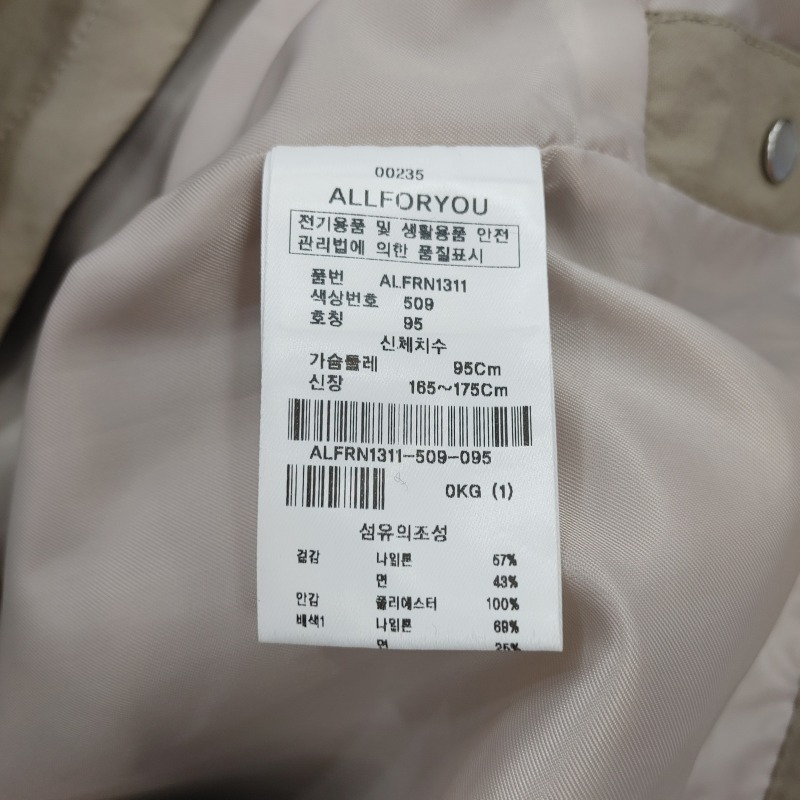 00235
ALLFORYOU
전기용품 및 생활용품 안전
관리법에 의한 품질표시
품번 ALFRN1311
색상번호 509
호칭 95
신체치수
가슴둘레 95Cm
신장 165~175Cm
ALFRN1311-509-095
0KG (1)
섬유의조성
겉감 나일론 57%
면 43%
안감 폴리에스터 100%
배색1 나일론 69%
면 25%